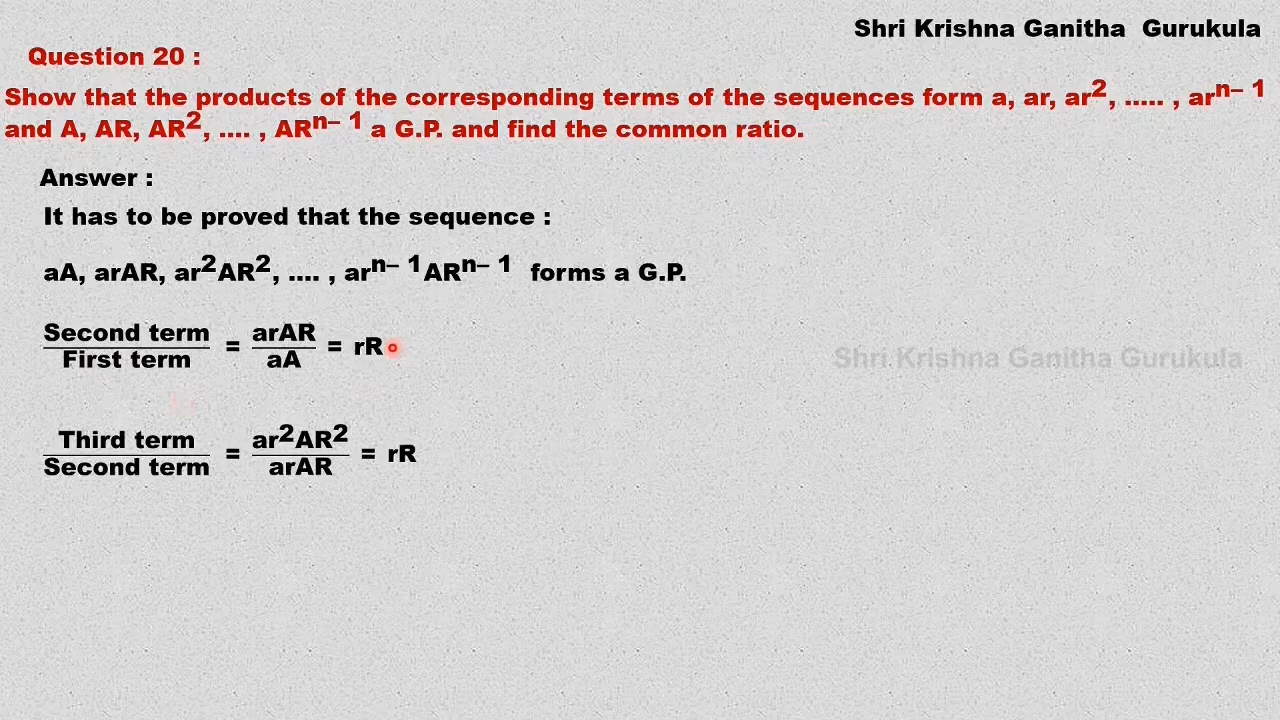 Shri Krishna Ganitha Gurukula
Question 20 :
Show that the products of the corresponding terms of the sequences form a, ar, ar², ..... , arⁿ⁻¹
and A, AR, AR², .... , ARⁿ⁻¹ a G.P. and find the common ratio.
Answer :
It has to be proved that the sequence :
aA, arAR, ar²AR², .... , arⁿ⁻¹ARⁿ⁻¹ forms a G.P.
Second term / First term = arAR / aA = rR
Shri Krishna Ganitha Gurukula
Third term / Second term = ar²AR² / arAR = rR